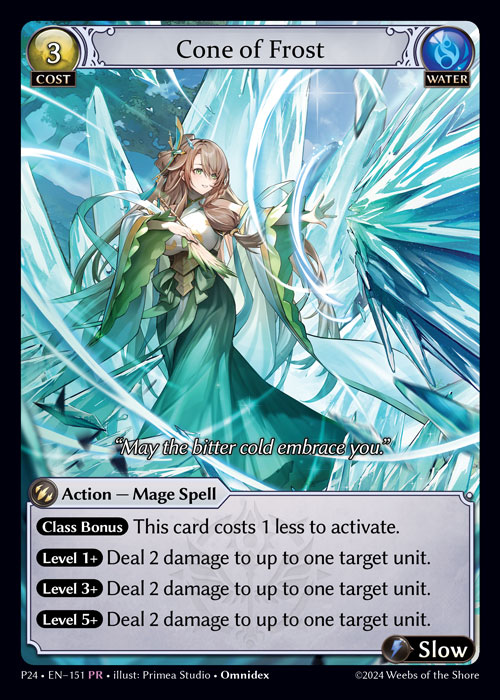 3
COST
Cone of Frost
WATER
“May the bitter cold embrace you.”
Action — Mage Spell
Class Bonus This card costs 1 less to activate.
Level 1+ Deal 2 damage to up to one target unit.
Level 3+ Deal 2 damage to up to one target unit.
Level 5+ Deal 2 damage to up to one target unit.
Slow
P24 • EN–151 PR • illust: Primea Studio • Omnidex
©2024 Weebs of the Shore